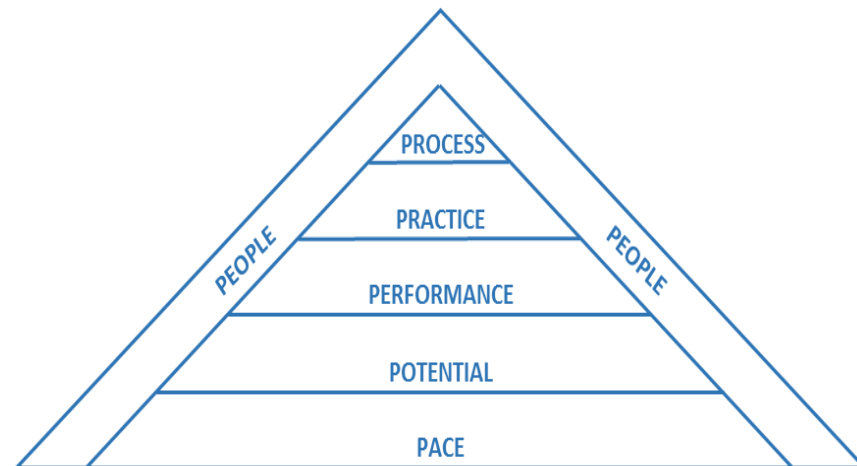 PROCESS
PRACTICE
PEOPLE
PEOPLE
PERFORMANCE
POTENTIAL
PACE